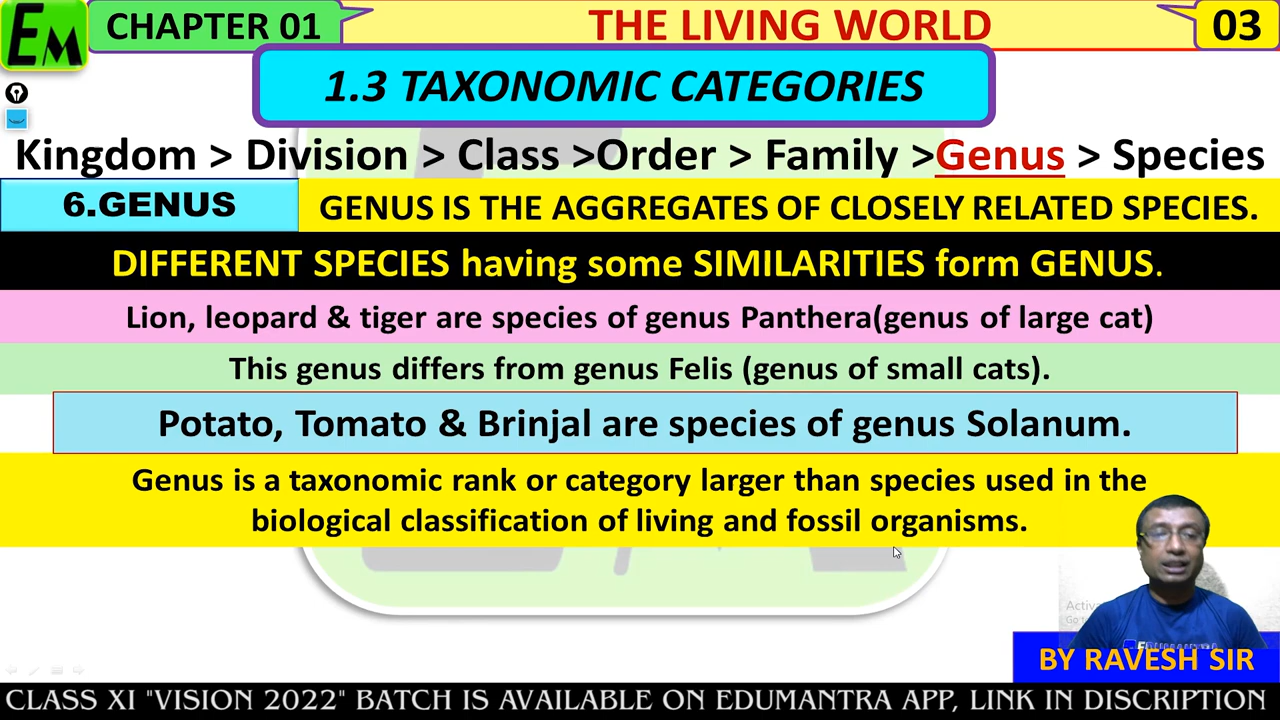 EM
CHAPTER 01
THE LIVING WORLD
03
1.3 TAXONOMIC CATEGORIES
Kingdom > Division > Class >Order > Family >Genus > Species
6.GENUS
GENUS IS THE AGGREGATES OF CLOSELY RELATED SPECIES.
DIFFERENT SPECIES having some SIMILARITIES form GENUS.
Lion, leopard & tiger are species of genus Panthera(genus of large cat)
This genus differs from genus Felis (genus of small cats).
Potato, Tomato & Brinjal are species of genus Solanum.
Genus is a taxonomic rank or category larger than species used in the
biological classification of living and fossil organisms.
EDUMANTRA
BY RAVESH SIR
CLASS XI "VISION 2022" BATCH IS AVAILABLE ON EDUMANTRA APP, LINK IN DISCRIPTION